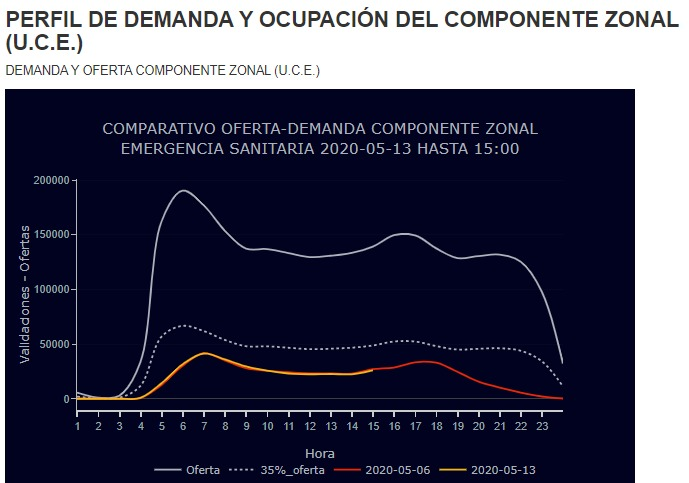 PERFIL DE DEMANDA Y OCUPACIÓN DEL COMPONENTE ZONAL
(U.C.E.)
DEMANDA Y OFERTA COMPONENTE ZONAL (U.C.E.)
COMPARATIVO OFERTA-DEMANDA COMPONENTE ZONAL
EMERGENCIA SANITARIA 2020-05-13 HASTA 15:00
Validaciones - Ofertas
200000
150000
100000
50000
0
1 2 3 4 5 6 7 8 9 10 11 12 13 14 15 16 17 18 19 20 21 22 23
Hora
Oferta 35%_oferta 2020-05-06 2020-05-13